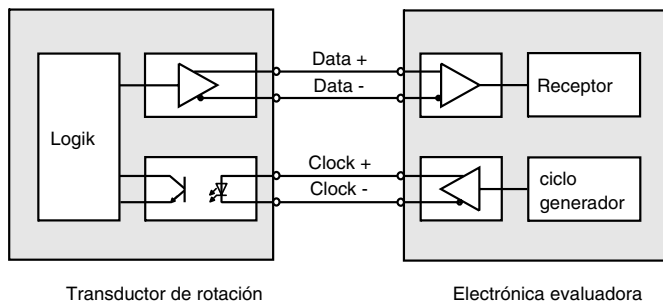 Data +
Data -
Logik
Receptor
Clock +
Clock -
ciclo
generador
Transductor de rotación
Electrónica evaluadora